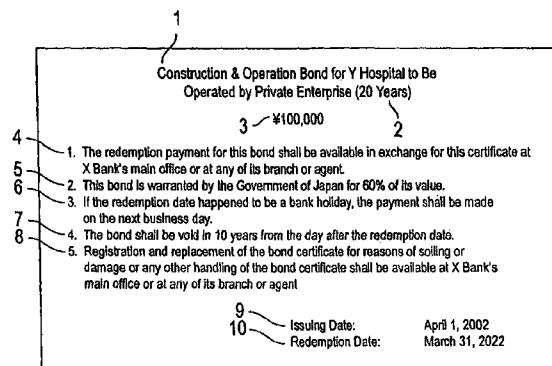 1
Construction & Operation Bond for Y Hospital to Be
Operated by Private Enterprise (20 Years)
3 ¥100,000 2
4 1. The redemption payment for this bond shall be available in exchange for this certificate at
5 X Bank's main office or at any of its branch or agent.
6 2. This bond is warranted by the Government of Japan for 60% of its value.
3. If the redemption date happened to be a bank holiday, the payment shall be made
on the next business day.
7 4. The bond shall be void in 10 years from the day after the redemption date.
8 5. Registration and replacement of the bond certificate for reasons of soiling or
damage or any other handling of the bond certificate shall be available at X Bank's
main office or at any of its branch or agent
9 Issuing Date: April 1, 2002
10 Redemption Date: March 31, 2022